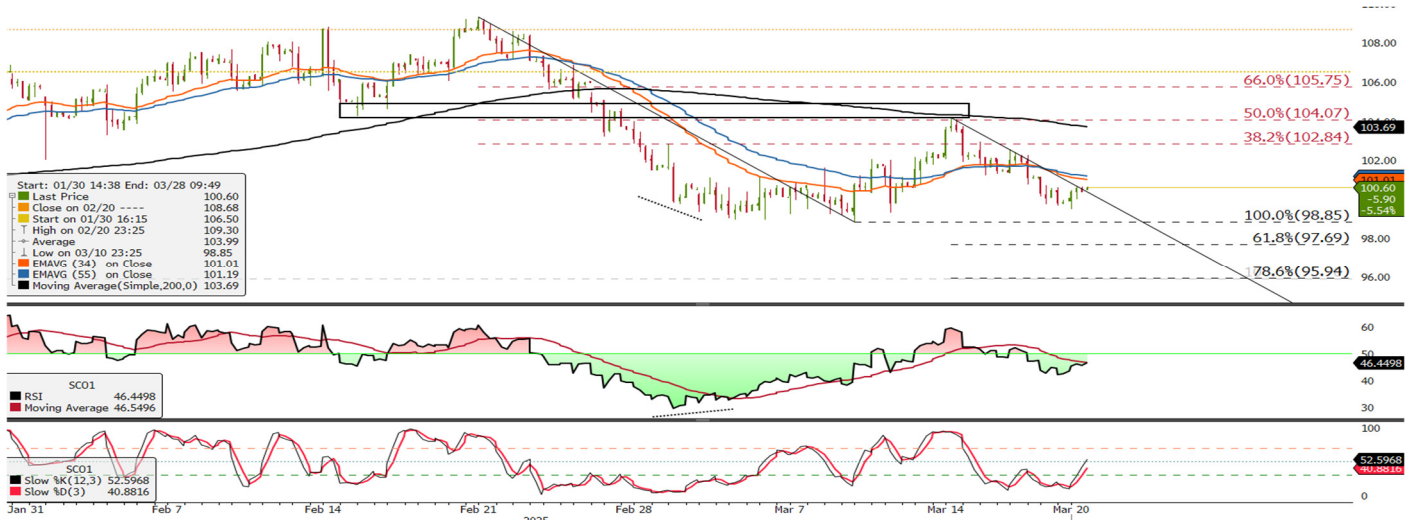 110.00
108.00
106.00
66.0%(105.75)
50.0%(104.07)
104.00
103.69
38.2%(102.84)
102.00
101.01
100.60
-5.90
-5.54%
100.0%(98.85)
98.00
61.8%(97.69)
78.6%(95.94)
96.00
Start: 01/30 14:38 End: 03/28 09:49
Last Price 100.60
Close on 02/20 ---- 108.68
Start on 01/30 16:15 106.50
High on 02/20 23:25 109.30
Average 103.99
Low on 03/10 23:25 98.85
EMAVG (34) on Close 101.01
EMAVG (55) on Close 101.19
Moving Average(Simple,200,0) 103.69
60
46.4498
40
30
SC01
RSI 46.4498
Moving Average 46.5496
100
52.5968
40.8816
0
SC01
Slow %K(12,3) 52.5968
Slow %D(3) 40.8816
Jan 31 Feb 7 Feb 14 Feb 21 Feb 28 Mar 7 Mar 14 Mar 20
2025